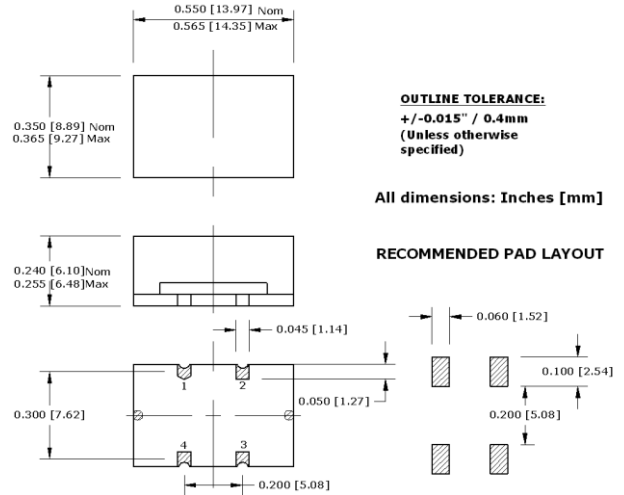 0.550 [13.97] Nom
0.565 [14.35] Max
0.350 [8.89] Nom
0.365 [9.27] Max
OUTLINE TOLERANCE:
+/-0.015" / 0.4mm
(Unless otherwise
specified)
All dimensions: Inches [mm]
0.240 [6.10]Nom
0.255 [6.48]Max
RECOMMENDED PAD LAYOUT
0.045 [1.14]
0.060 [1.52]
1
2
0.050 [1.27]
0.100 [2.54]
0.300 [7.62]
0.200 [5.08]
4
3
0.200 [5.08]